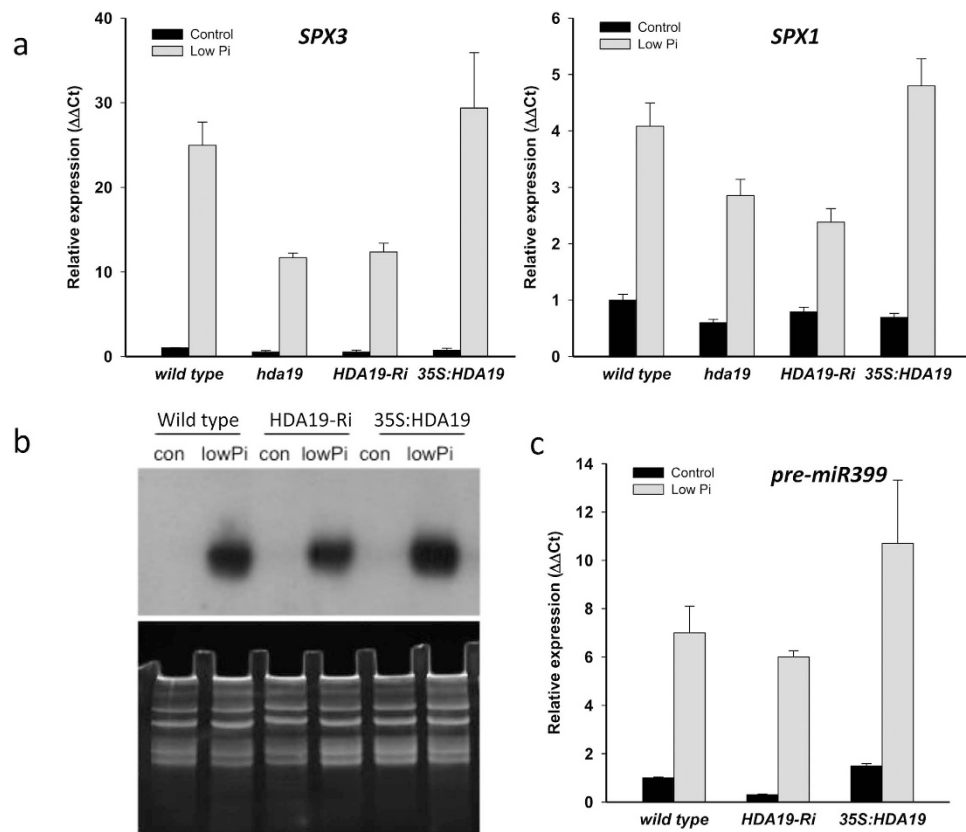 a
SPX3
Control
Low Pi
Relative expression (ΔΔCt)
40
30
20
10
0
wild type hda19 HDA19-Ri 35S:HDA19
SPX1
Control
Low Pi
Relative expression (ΔΔCt)
6
5
4
3
2
1
0
wild type hda19 HDA19-Ri 35S:HDA19
b
Wild type HDA19-Ri 35S:HDA19
con lowPi con lowPi con lowPi
c
pre-miR399
Control
Low Pi
Relative expression (ΔΔCt)
14
12
10
8
6
4
2
0
wild type HDA19-Ri 35S:HDA19